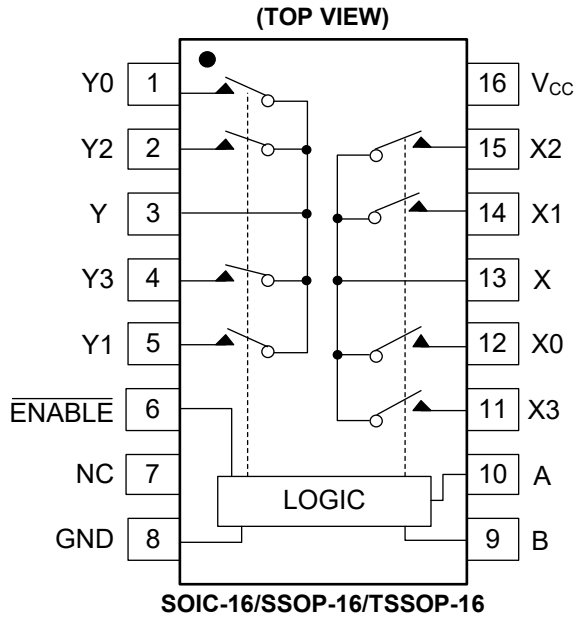 (TOP VIEW)
Y0 1 16 VCC
Y2 2 15 X2
Y 3 14 X1
Y3 4 13 X
Y1 5 12 X0
ENABLE 6 11 X3
NC 7 10 A
LOGIC
GND 8 9 B
SOIC-16/SSOP-16/TSSOP-16